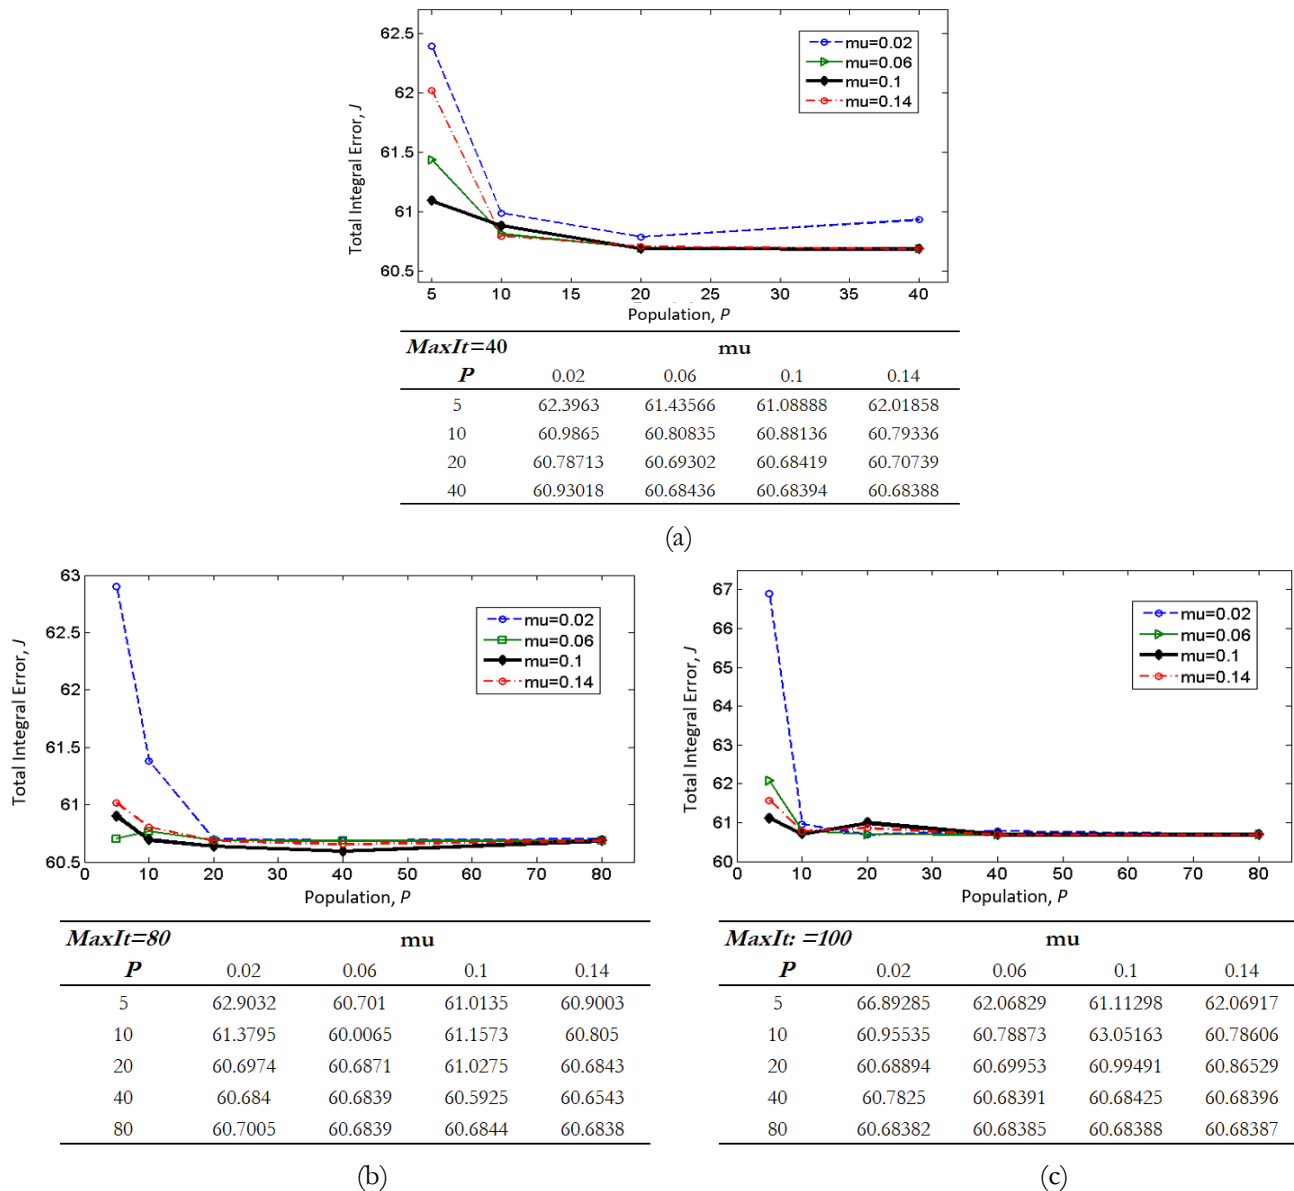 62.5
62
61.5
61
60.5
Total Integral Error, J
mu=0.02
mu=0.06
mu=0.1
mu=0.14
5 10 15 20 25 30 35 40
Population, P
MaxIt=40 mu
P 0.02 0.06 0.1 0.14
5 62.3963 61.43566 61.08888 62.01858
10 60.9865 60.80835 60.88136 60.79336
20 60.78713 60.69302 60.68419 60.70739
40 60.93018 60.68436 60.68394 60.68388
(a)
63
62.5
62
61.5
61
60.5
Total Integral Error, J
mu=0.02
mu=0.06
mu=0.1
mu=0.14
0 10 20 30 40 50 60 70 80
Population, P
MaxIt=80 mu
P 0.02 0.06 0.1 0.14
5 62.9032 60.701 61.0135 60.9003
10 61.3795 60.0065 61.1573 60.805
20 60.6974 60.6871 61.0275 60.6843
40 60.684 60.6839 60.5925 60.6543
80 60.7005 60.6839 60.6844 60.6838
(b)
67
66
65
64
63
62
61
60
Total Integral Error, J
mu=0.02
mu=0.06
mu=0.1
mu=0.14
0 10 20 30 40 50 60 70 80
Population, P
MaxIt: =100 mu
P 0.02 0.06 0.1 0.14
5 66.89285 62.06829 61.11298 62.06917
10 60.95535 60.78873 63.05163 60.78606
20 60.68894 60.69953 60.99491 60.86529
40 60.7825 60.68391 60.68425 60.68396
80 60.68382 60.68385 60.68388 60.68387
(c)